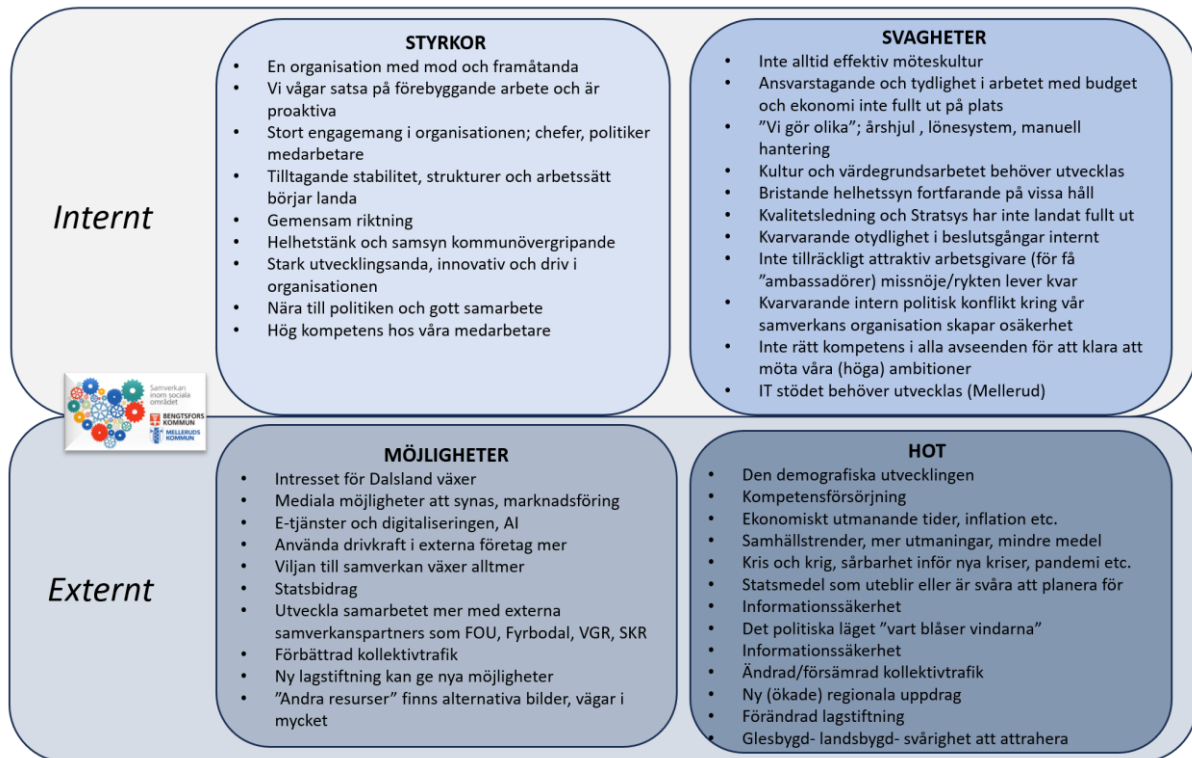 Internt
STYRKOR
• En organisation med mod och framåtanda
• Vi vågar satsa på förebyggande arbete och är
proaktiva
• Stort engagemang i organisationen; chefer, politiker
medarbetare
• Tilltagande stabilitet, strukturer och arbetssätt
börjar landa
• Gemensam riktning
• Helhetstänk och samsyn kommunövergripande
• Stark utvecklingsanda, innovativ och driv i
organisationen
• Nära till politiken och gott samarbete
• Hög kompetens hos våra medarbetare
SVAGHETER
• Inte alltid effektiv möteskultur
• Ansvarstagande och tydlighet i arbetet med budget
och ekonomi inte fullt ut på plats
• ”Vi gör olika”; årshjul , lönesystem, manuell
hantering
• Kultur och värdegrundsarbetet behöver utvecklas
• Bristande helhetssyn fortfarande på vissa håll
• Kvalitetsledning och Stratsys har inte landat fullt ut
• Kvarvarande otydlighet i beslutsgångar internt
• Inte tillräckligt attraktiv arbetsgivare (för få
”ambassadörer) missnöje/rykten lever kvar
• Kvarvarande intern politisk konflikt kring vår
samverkans organisation skapar osäkerhet
• Inte rätt kompetens i alla avseenden för att klara att
möta våra (höga) ambitioner
• IT stödet behöver utvecklas (Mellerud)
Samverkan
inom sociala
området
BENGTSFORS
KOMMUN
MELLERUDS
KOMMUN
Externt
MÖJLIGHETER
• Intresset för Dalsland växer
• Mediala möjligheter att synas, marknadsföring
• E-tjänster och digitaliseringen, AI
• Använda drivkraft i externa företag mer
• Viljan till samverkan växer alltmer
• Statsbidrag
• Utveckla samarbetet mer med externa
samverkanspartners som FOU, Fyrbodal, VGR, SKR
• Förbättrad kollektivtrafik
• Ny lagstiftning kan ge nya möjligheter
• ”Andra resurser” finns alternativa bilder, vägar i
mycket
HOT
• Den demografiska utvecklingen
• Kompetensförsörjning
• Ekonomiskt utmanande tider, inflation etc.
• Samhällstrender, mer utmaningar, mindre medel
• Kris och krig, sårbarhet inför nya kriser, pandemi etc.
• Statsmedel som uteblir eller är svåra att planera för
• Informationssäkerhet
• Det politiska läget ”vart blåser vindarna”
• Informationssäkerhet
• Ändrad/försämrad kollektivtrafik
• Ny (ökade) regionala uppdrag
• Förändrad lagstiftning
• Glesbygd- landsbygd- svårighet att attrahera